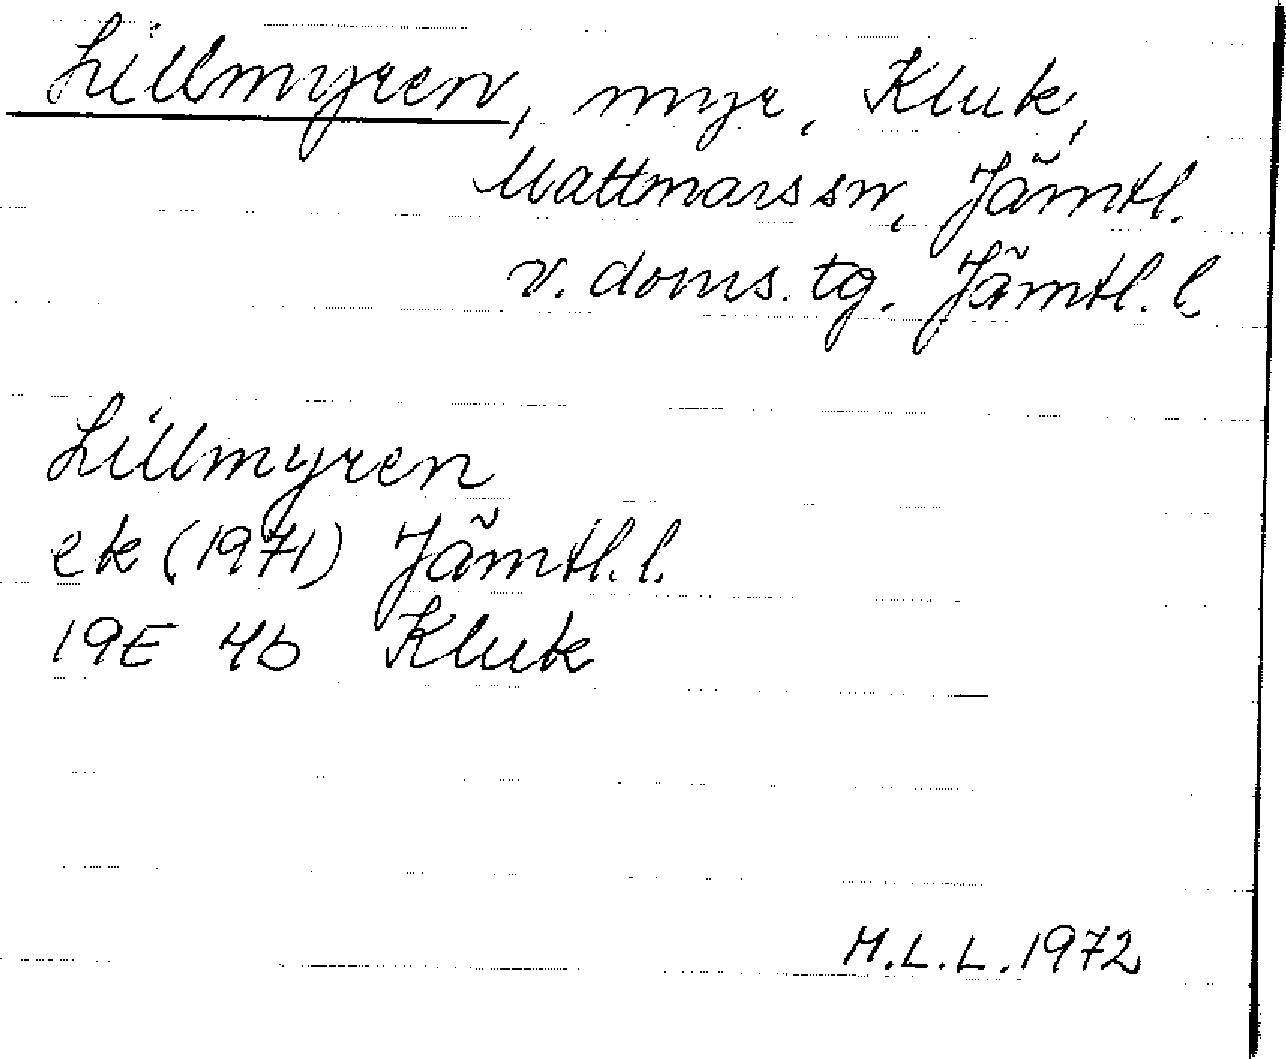 Lillmyren, myr, Kluk,
Mattmars sn, Jämtl.
v. doms. tg. Jämtl. l.
Lillmyren
ek (1971) Jämtl. l.
19E 4b Kluk
M.L.L. 1972